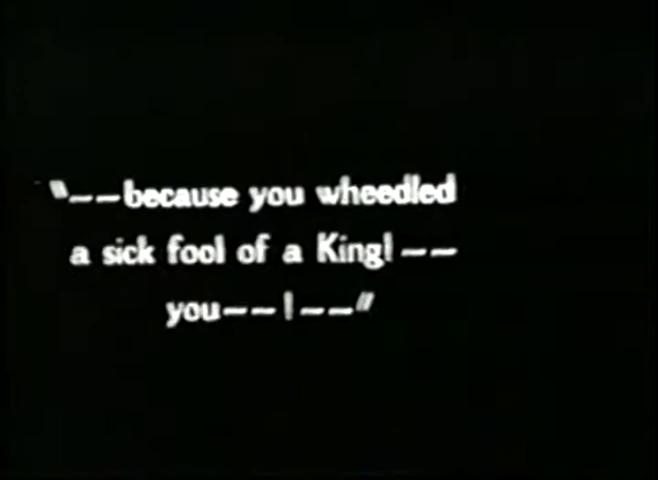 "––because you wheedled
a sick fool of a King!––
you––!––"